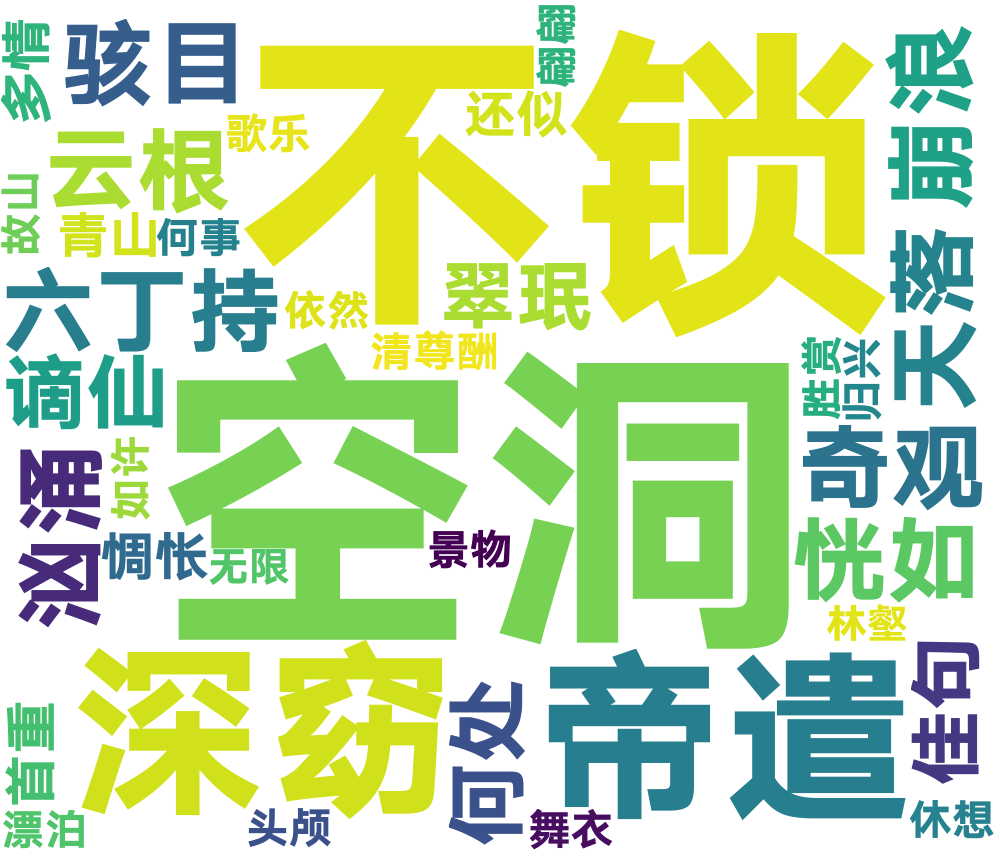 多情
骇目
不锁
翩翩
还似
崩浪
歌乐
云根
故山
青山
何事
六丁持
依然
翠珉
天落
清尊酬
胜赏
归兴
谪仙
空洞
汹涌
如许
奇观
惆怅
无限
景物
恍如
林壑
深窈
帝遣
佳句
何处
首重
漂泊
头颅
舞衣
休想